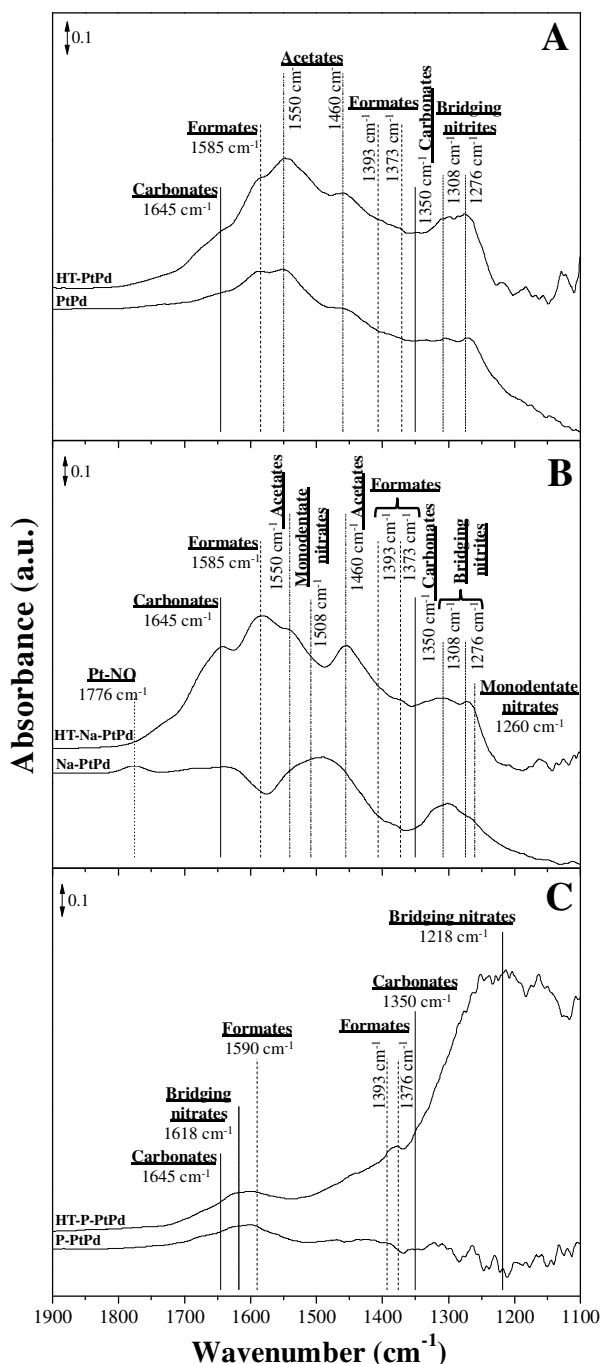 0.1
A
Acetates
1550 cm-1
1460 cm-1
Formates
1393 cm-1
1373 cm-1
1350 cm-1 Carbonates
Bridging
nitrites
1308 cm-1
1276 cm-1
Formates
1585 cm-1
Carbonates
1645 cm-1
HT-PtPd
PtPd
0.1
B
1550 cm-1 Acetates
Monodentate
nitrates
1508 cm-1
1460 cm-1 Acetates
Formates
1393 cm-1
1373 cm-1
1350 cm-1 Carbonates
Bridging
nitrites
1308 cm-1
1276 cm-1
Formates
1585 cm-1
Carbonates
1645 cm-1
Pt-NO
1776 cm-1
Monodentate
nitrates
1260 cm-1
HT-Na-PtPd
Na-PtPd
Absorbance (a.u.)
0.1
C
Bridging nitrates
1218 cm-1
Carbonates
1350 cm-1
Formates
1590 cm-1
Formates
1393 cm-1
1376 cm-1
Bridging
nitrates
1618 cm-1
Carbonates
1645 cm-1
HT-P-PtPd
P-PtPd
1900 1800 1700 1600 1500 1400 1300 1200 1100
Wavenumber (cm-1)